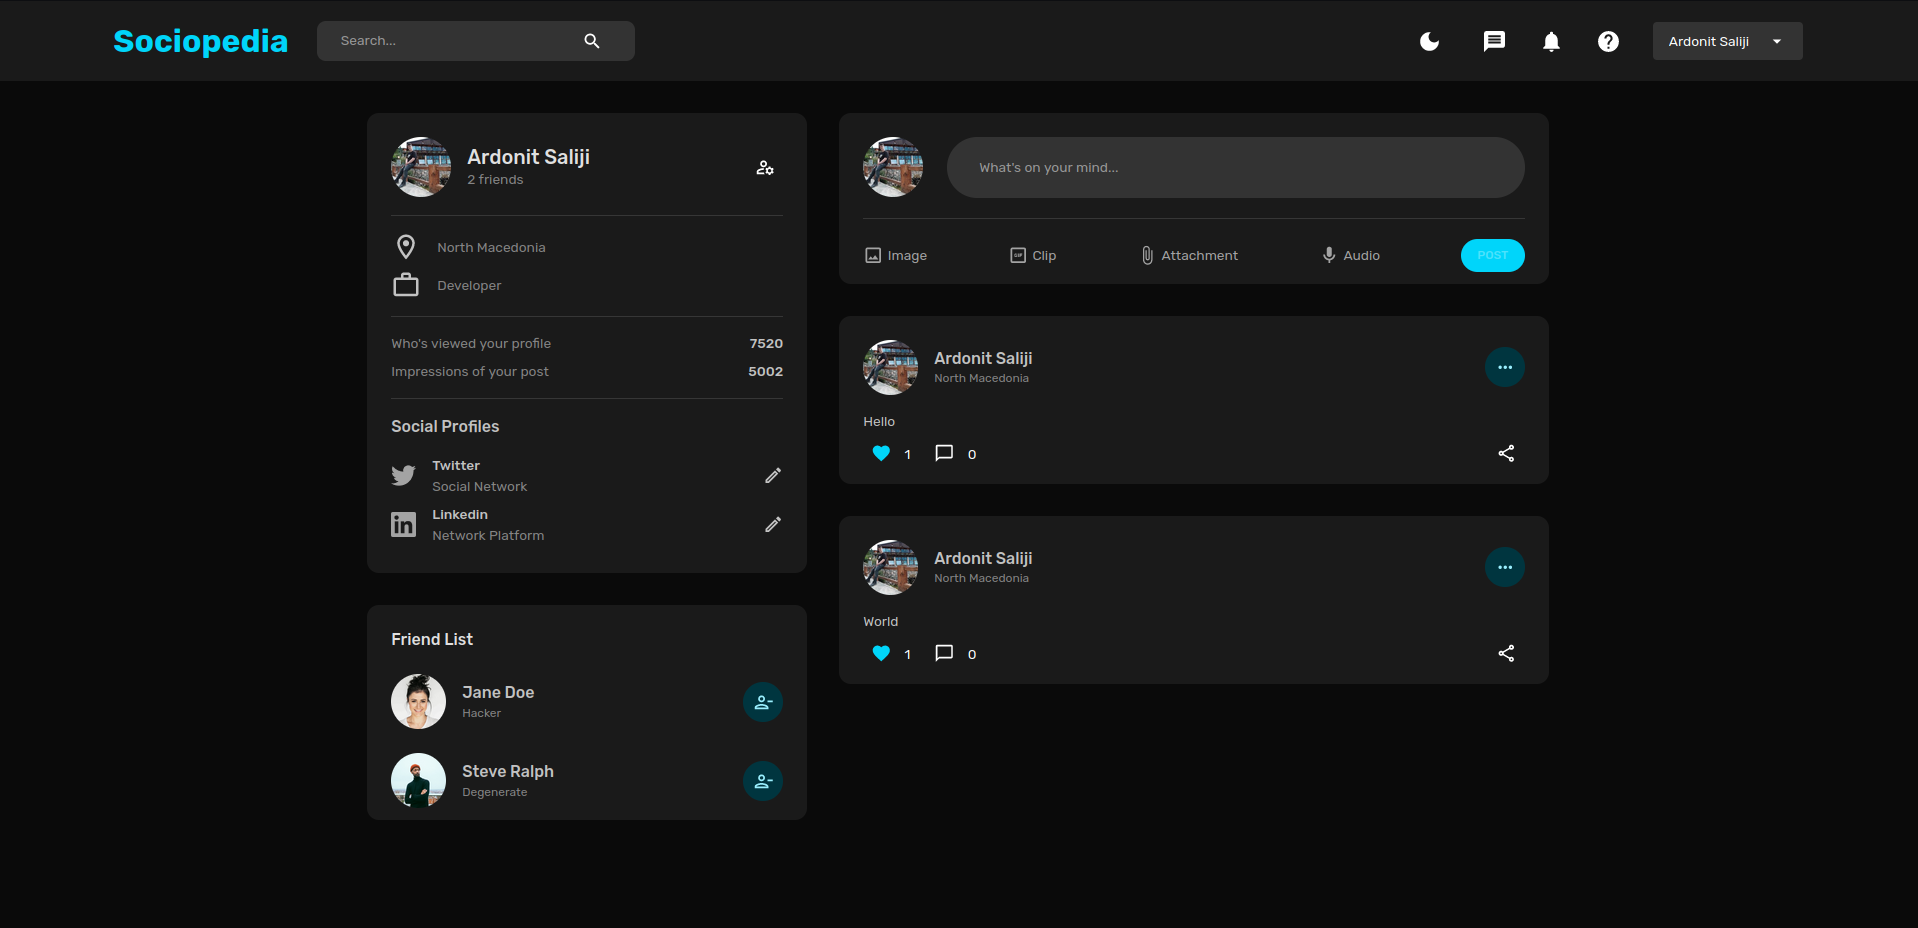 Sociopedia
Search...
Ardonit Saliji
Ardonit Saliji
2 friends
North Macedonia
Developer
Who's viewed your profile 7520
Impressions of your post 5002
Social Profiles
Twitter
Social Network
Linkedin
Network Platform
Friend List
Jane Doe
Hacker
Steve Ralph
Degenerate
What's on your mind...
Image
GIF
Clip
Attachment
Audio
POST
Ardonit Saliji
North Macedonia
Hello
1
0
Ardonit Saliji
North Macedonia
World
1
0